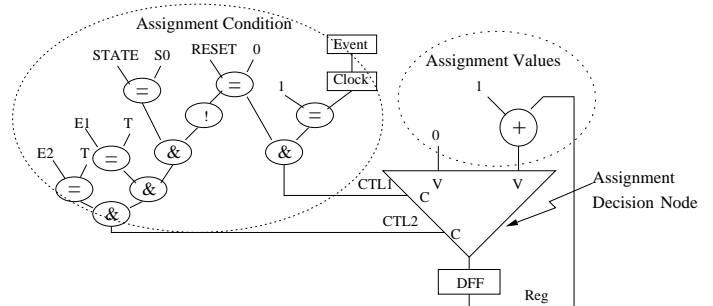 Assignment Condition
Event
STATE S0
RESET 0
Clock
Assignment Values
=
=
1
=
1
!
+
E1
T
=
&
&
0
E2
T
=
&
&
CTL1
V
V
C
Assignment
Decision Node
CTL2
C
DFF
Reg